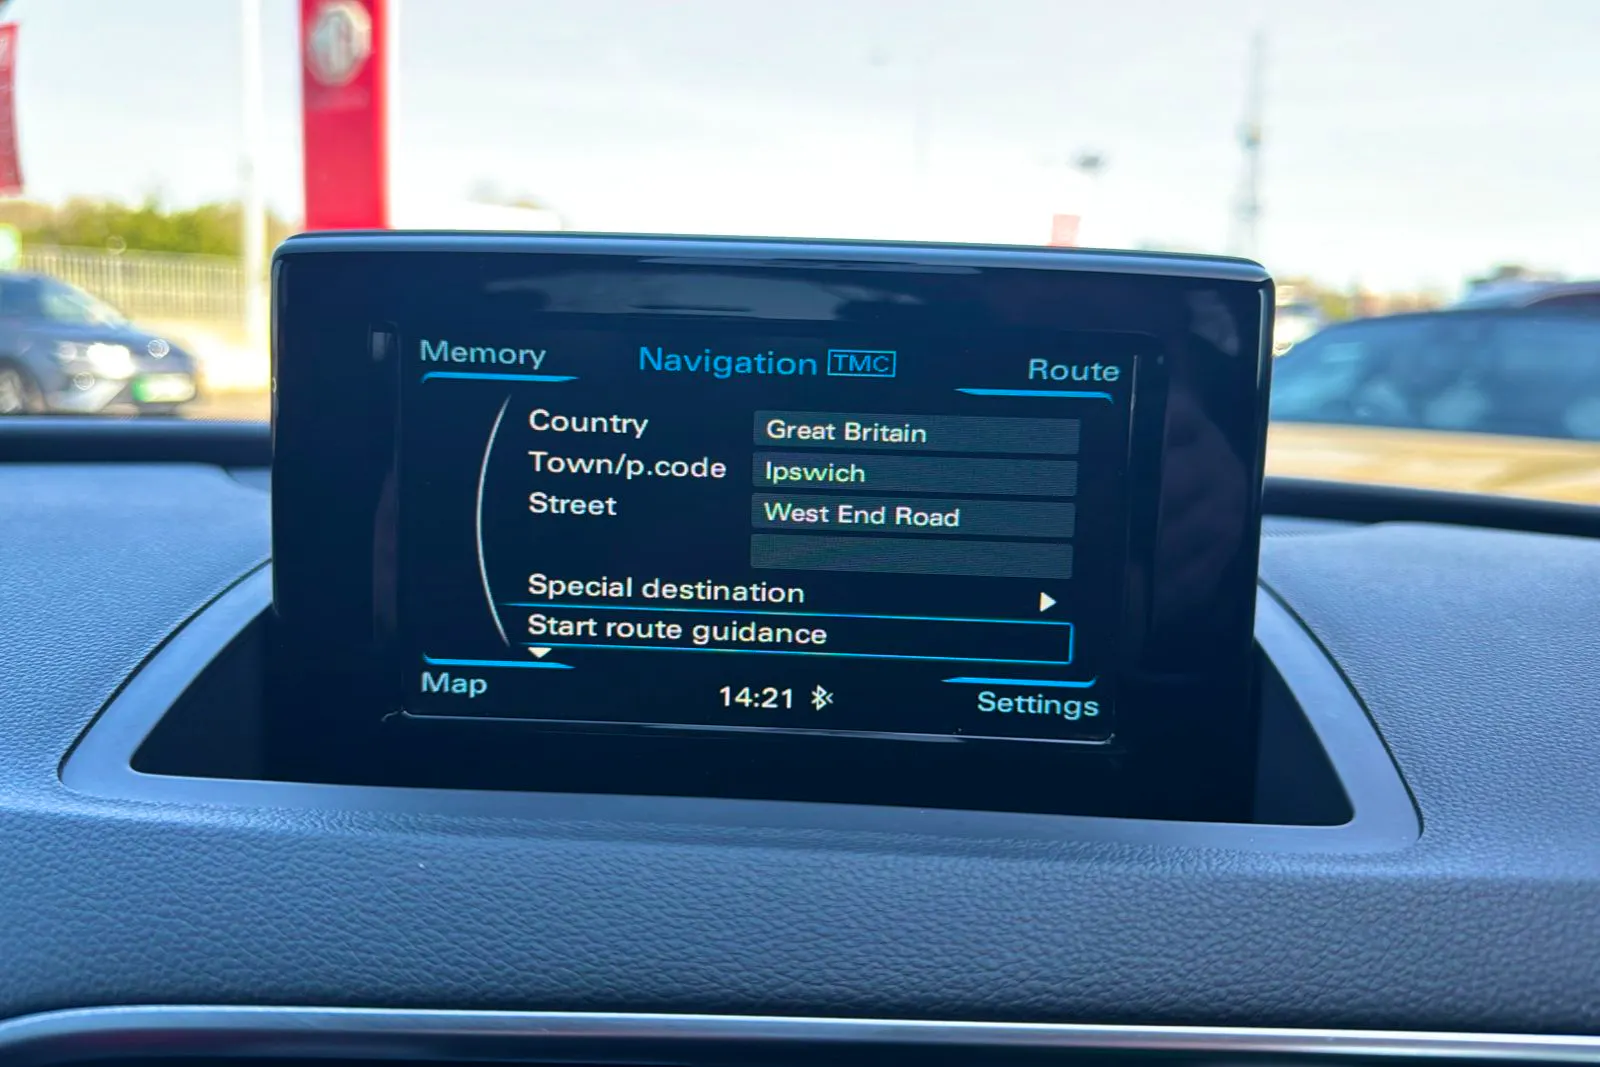 Memory
Navigation TMC
Route
Country
Great Britain
Town/p.code
Ipswich
Street
West End Road
Special destination
Start route guidance
Map
14:21
Settings